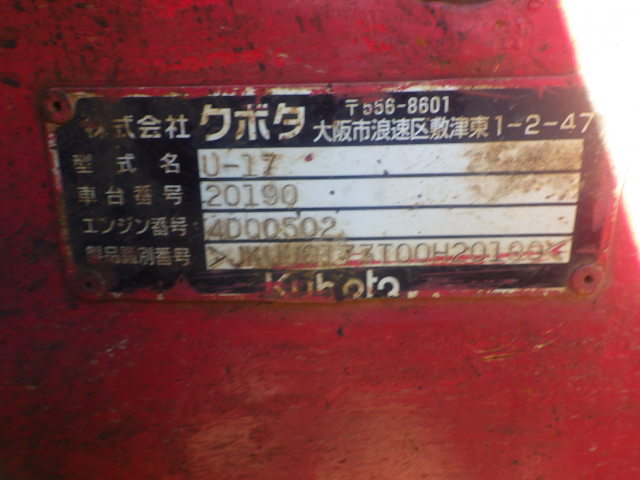 株式会社 クボタ 〒556-8601
大阪市浪速区敷津東1-2-47
型式名 U-17
車台番号 20190
エンジン番号 4D00502
製品識別番号
Kubota